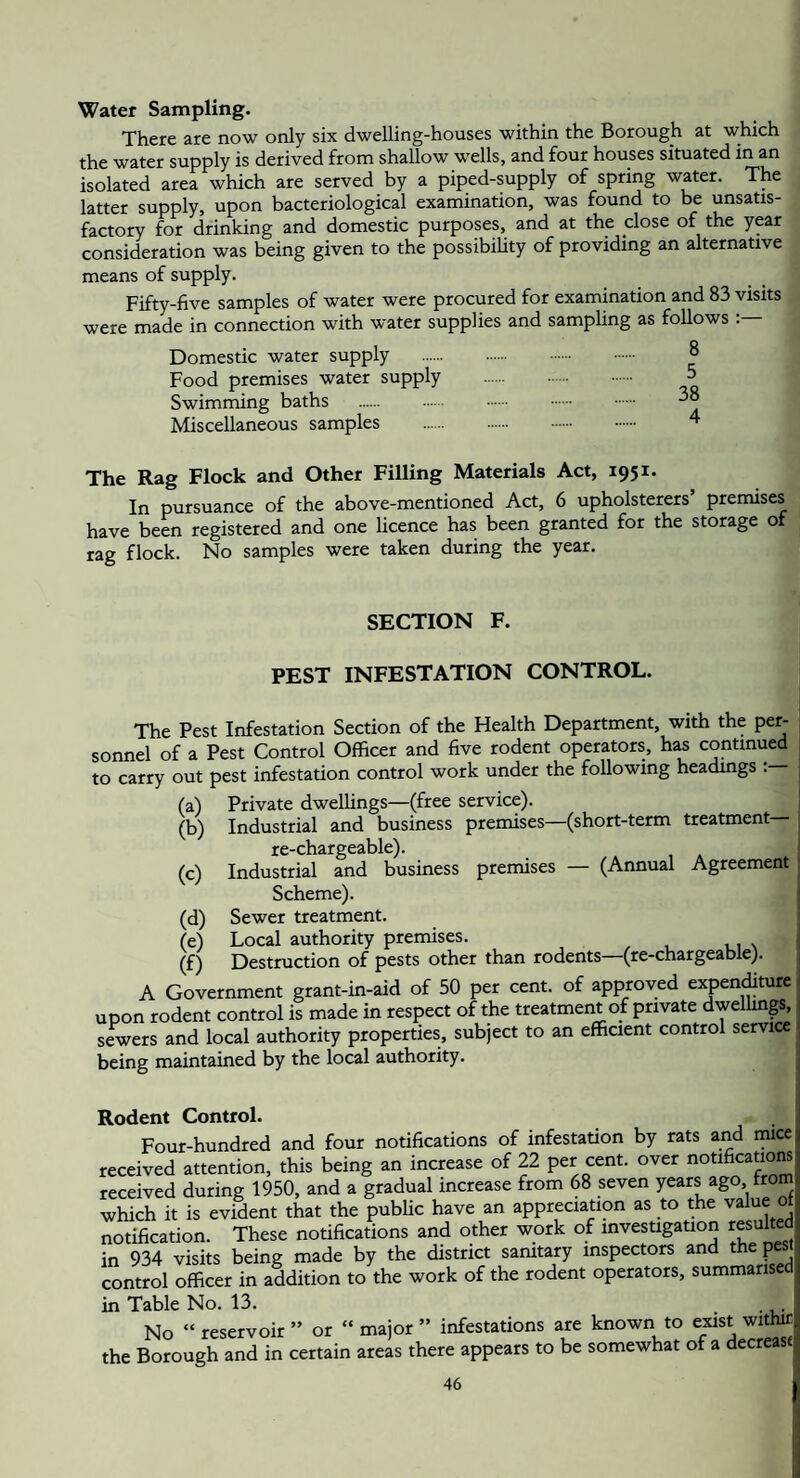 Water Sampling.
There are now only six dwelling-houses within the Borough at which
the water supply is derived from shallow wells, and four houses situated in an
isolated area which are served by a piped-supply of spring water. The
latter supply, upon bacteriological examination, was found to be unsatis-
factory for drinking and domestic purposes, and at the close of the year
consideration was being given to the possibility of providing an alternative
means of supply.
Fifty-five samples of water were procured for examination and 83 visits
were made in connection with water supplies and sampling as follows :—
Domestic water supply ...... ...... ...... ...... 8
Food premises water supply ...... ...... ...... 5
Swimming baths ...... ...... ...... ...... ...... 38
Miscellaneous samples ...... ...... ...... ...... 4
The Rag Flock and Other Filling Materials Act, 1951.
In pursuance of the above-mentioned Act, 6 upholsterers' premises
have been registered and one licence has been granted for the storage of
rag flock. No samples were taken during the year.
SECTION F.
PEST INFESTATION CONTROL.
The Pest Infestation Section of the Health Department, with the per-
sonnel of a Pest Control Officer and five rodent operators, has continued
to carry out pest infestation control work under the following headings :—
(a) Private dwellings—(free service).
(b) Industrial and business premises—(short-term treatment—
re-chargeable).
(c) Industrial and business premises — (Annual Agreement
Scheme).
(d) Sewer treatment.
(e) Local authority premises.
(f) Destruction of pests other than rodents—(re-chargeable).
A Government grant-in-aid of 50 per cent. of approved expenditure
upon rodent control is made in respect of the treatment of private dwellings,
sewers and local authority properties, subject to an efficient control service
being maintained by the local authority.
Rodent Control.
Four-hundred and four notifications of infestation by rats and mice
received attention, this being an increase of 22 per cent. over notifications
received during 1950, and a gradual increase from 68 seven years ago, from
which it is evident that the public have an appreciation as to the value of
notification. These notifications and other work of investigation resulted
in 934 visits being made by the district sanitary inspectors and the pest
control officer in addition to the work of the rodent operators, summarised
in Table No. 13.
No “ reservoir ” or “ major ” infestations are known to exist within
the Borough and in certain areas there appears to be somewhat of a decrease
46